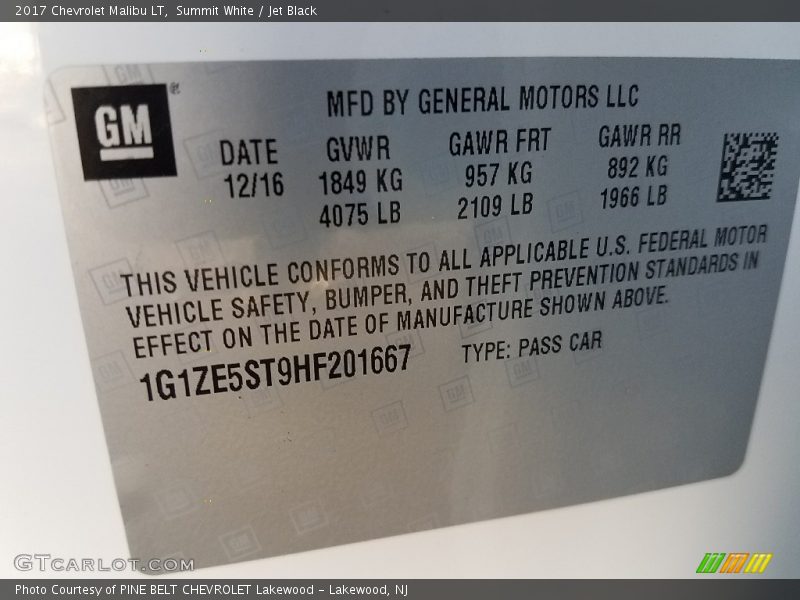 2017 Chevrolet Malibu LT,  Summit White / Jet Black
GM®
MFD BY GENERAL MOTORS LLC
DATE GVWR GAWR FRT GAWR RR
12/16 1849 KG 957 KG 892 KG
4075 LB 2109 LB 1966 LB
THIS VEHICLE CONFORMS TO ALL APPLICABLE U.S. FEDERAL MOTOR
VEHICLE SAFETY, BUMPER, AND THEFT PREVENTION STANDARDS IN
EFFECT ON THE DATE OF MANUFACTURE SHOWN ABOVE.
1G1ZE5ST9HF201667 TYPE: PASS CAR
GTCARLOT.COM
Photo Courtesy of PINE BELT CHEVROLET Lakewood - Lakewood, NJ